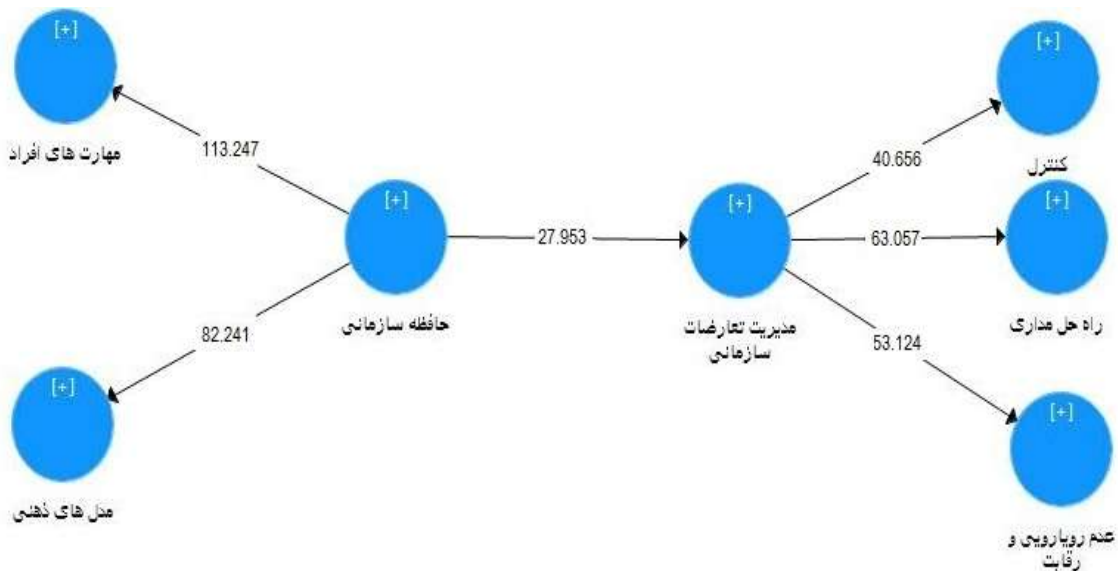 [+]
مهارت های افراد
113.247
[+]
حافظه سازمانی
82.241
[+]
مدل های ذهنی
27.953
[+]
مدیریت تعارضات
سازمانی
40.656
[+]
کنترل
63.057
[+]
راه حل مداری
53.124
[+]
عدم رویارویی و
رقابت